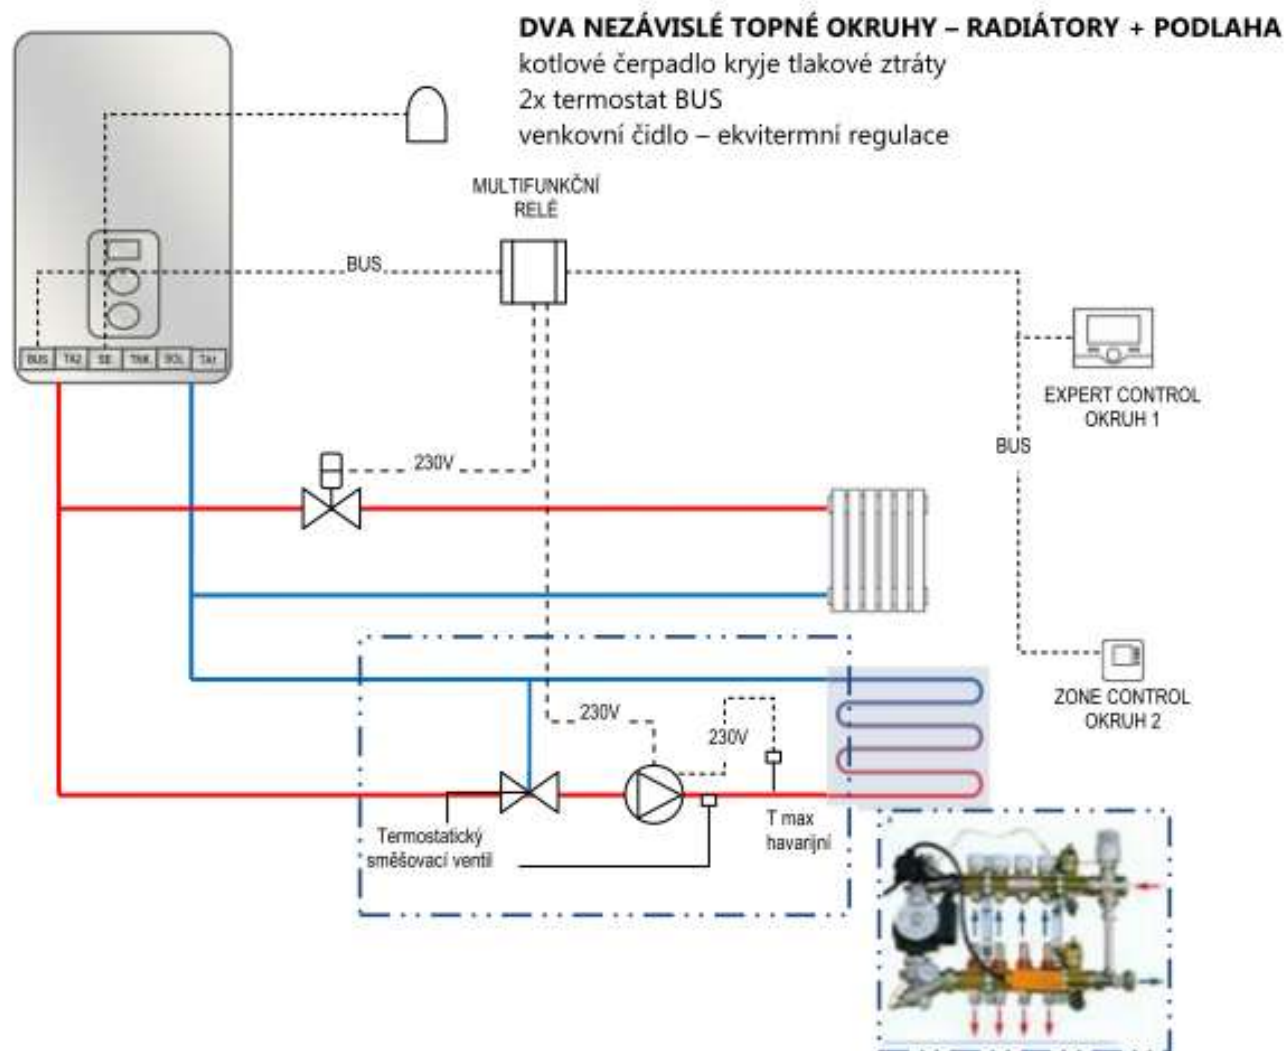 DVA NEZÁVISLÉ TOPNÉ OKRUHY – RADIÁTORY + PODLAHA
kotlové čerpadlo kryje tlakové ztráty
2x termostat BUS
venkovní čidlo – ekvitermní regulace
MULTIFUNKČNÍ
RELÉ
BUS
BUS TA2 SE TNK SOL TA1
EXPERT CONTROL
OKRUH 1
BUS
230V
ZONE CONTROL
OKRUH 2
230V
230V
Termostatický
směšovací ventil
T max
havarijní